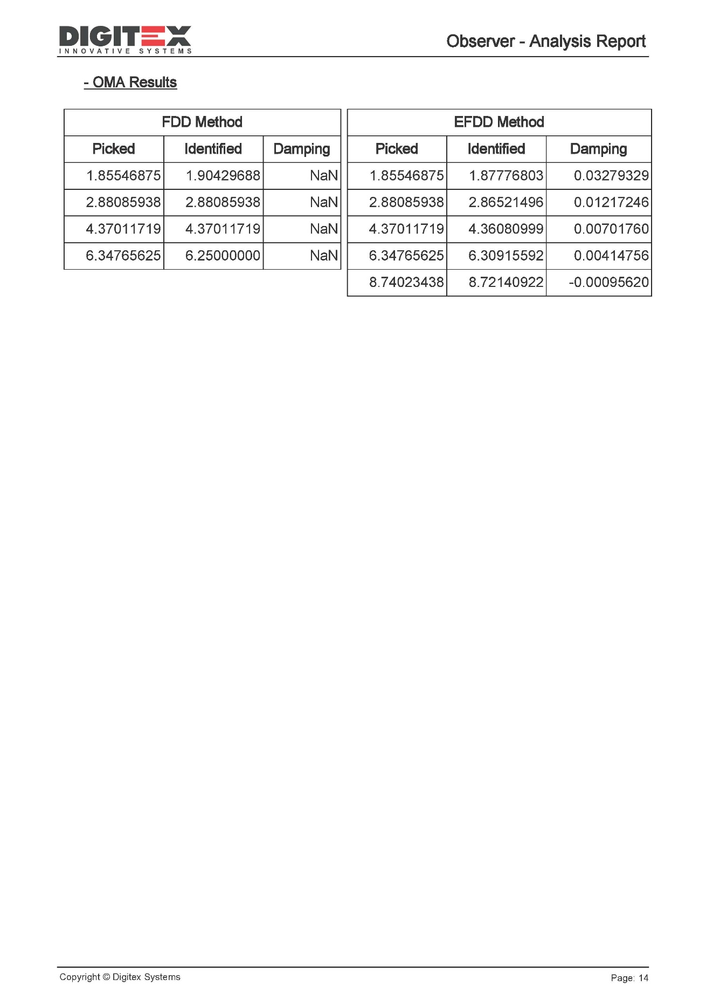 DIGITEX
INNOVATIVE SYSTEMS
Observer - Analysis Report
- OMA Results
FDD Method EFDD Method
Picked Identified Damping Picked Identified Damping
1.85546875 1.90429688 NaN 1.85546875 1.87776803 0.03279329
2.88085938 2.88085938 NaN 2.88085938 2.86521496 0.01217246
4.37011719 4.37011719 NaN 4.37011719 4.36080999 0.00701760
6.34765625 6.25000000 NaN 6.34765625 6.30915592 0.00414756
8.74023438 8.72140922 -0.00095620
Copyright © Digitex Systems Page: 14